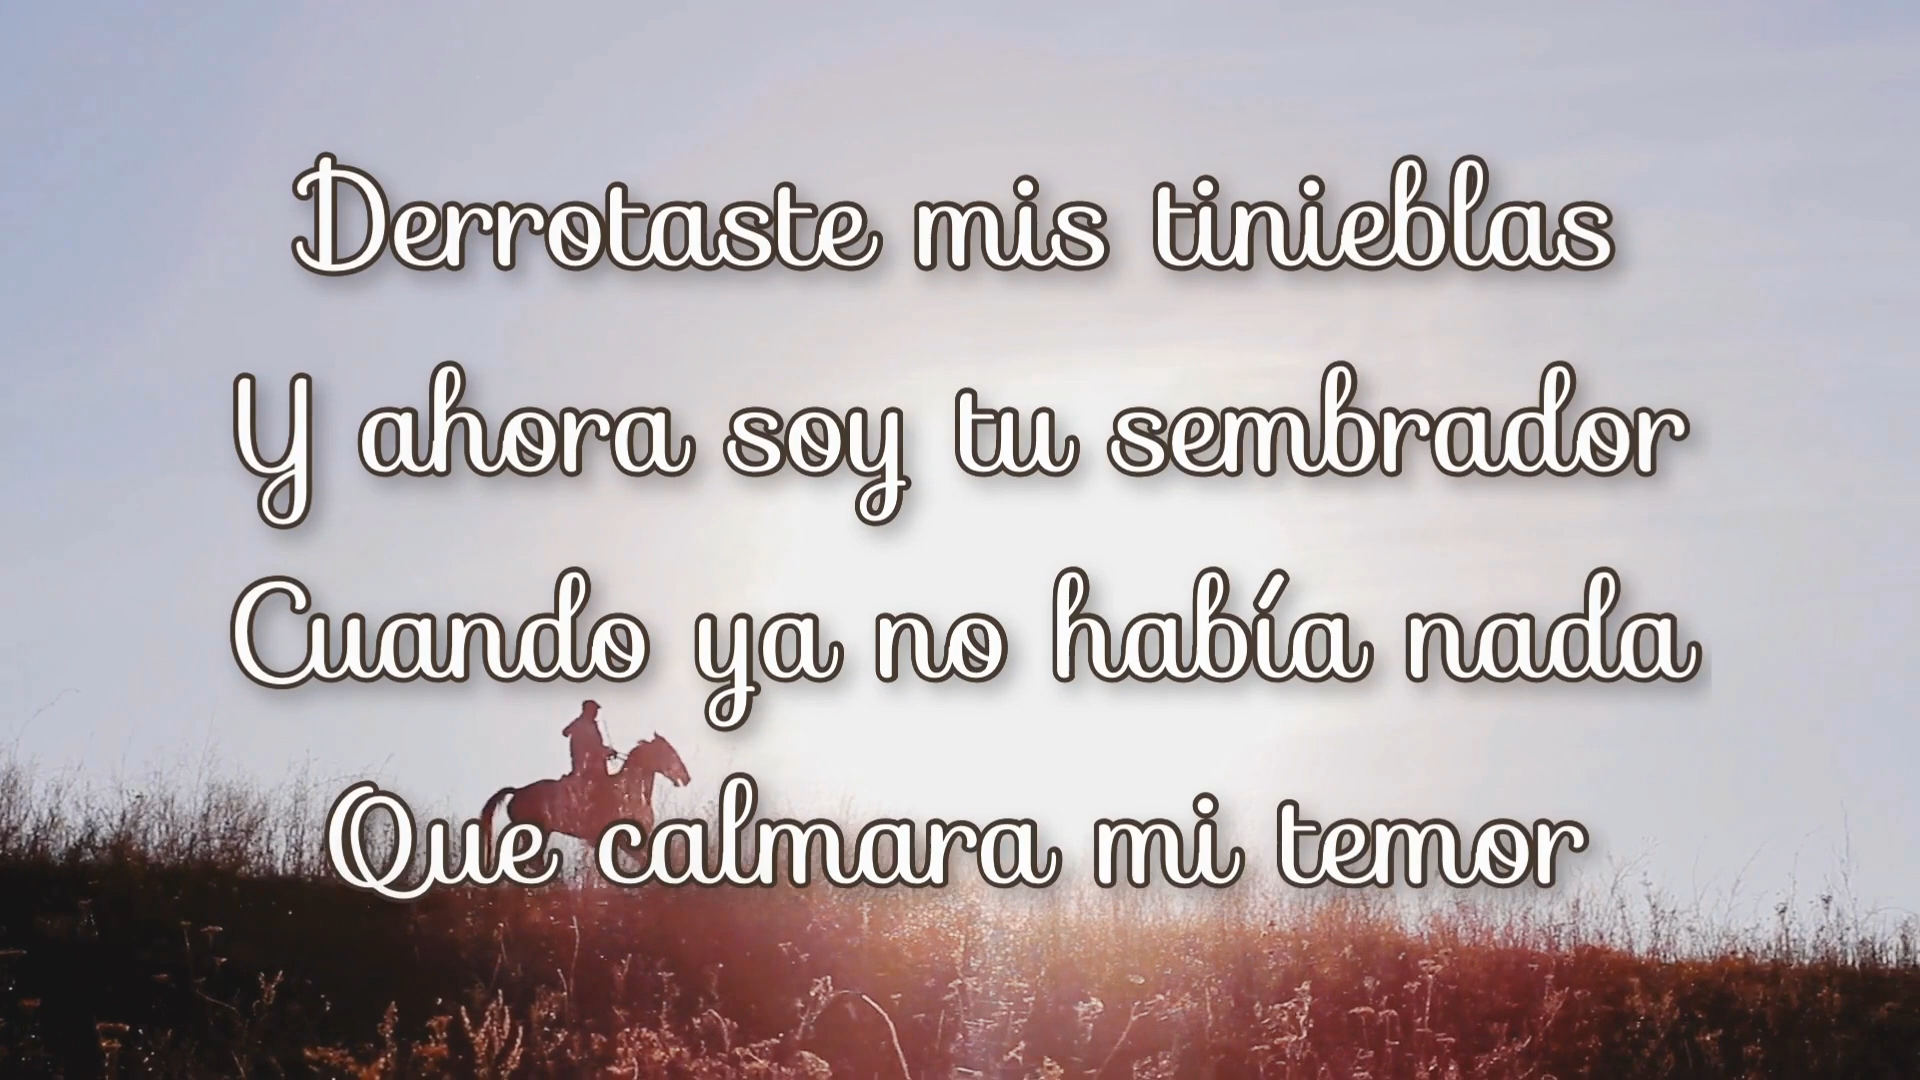 Derrotaste mis tinieblas
Y ahora soy tu sembrador
Cuando ya no había nada
Que calmara mi temor